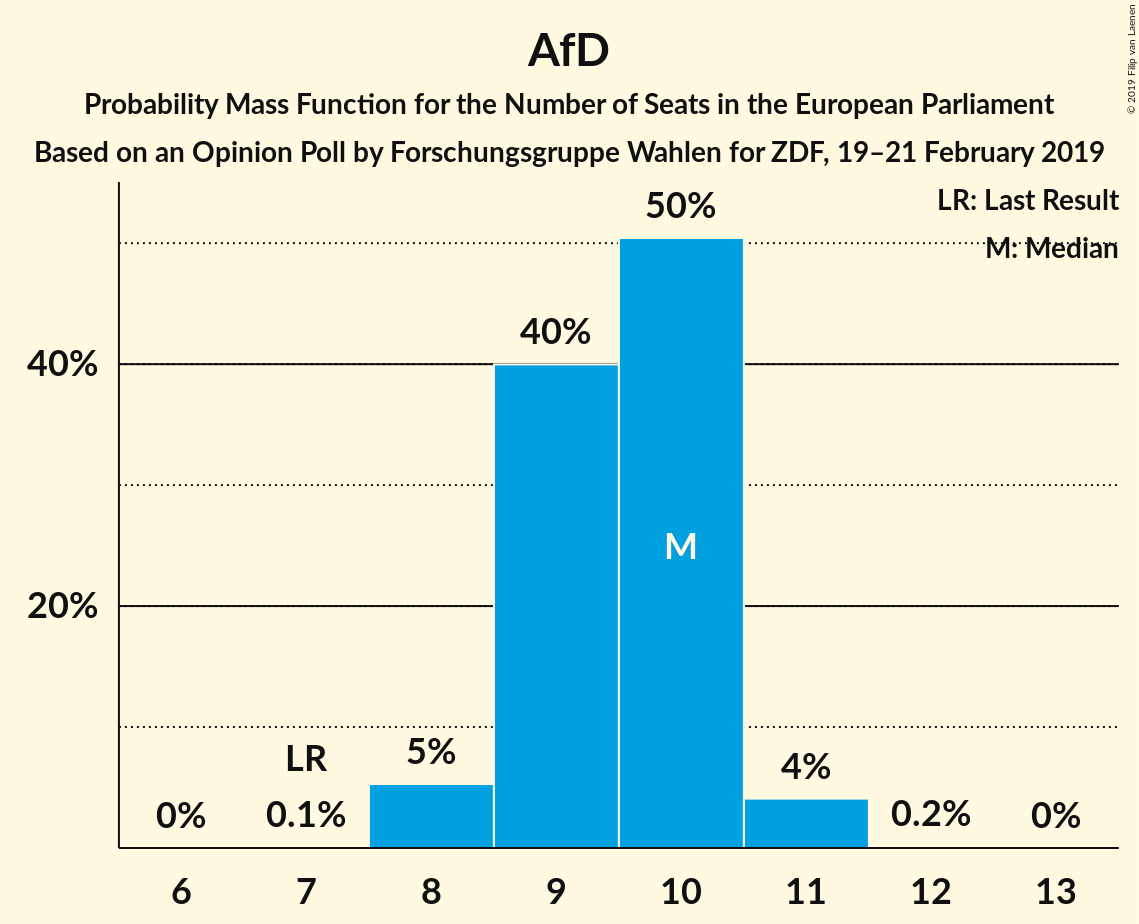 AfD
Probability Mass Function for the Number of Seats in the European Parliament
Based on an Opinion Poll by Forschungsgruppe Wahlen for ZDF, 19–21 February 2019
© 2019 Filip van Laenen
LR: Last Result
M: Median
50%
40%
40%
M
20%
LR
5%
4%
0%
0.1%
0.2%
0%
6 7 8 9 10 11 12 13